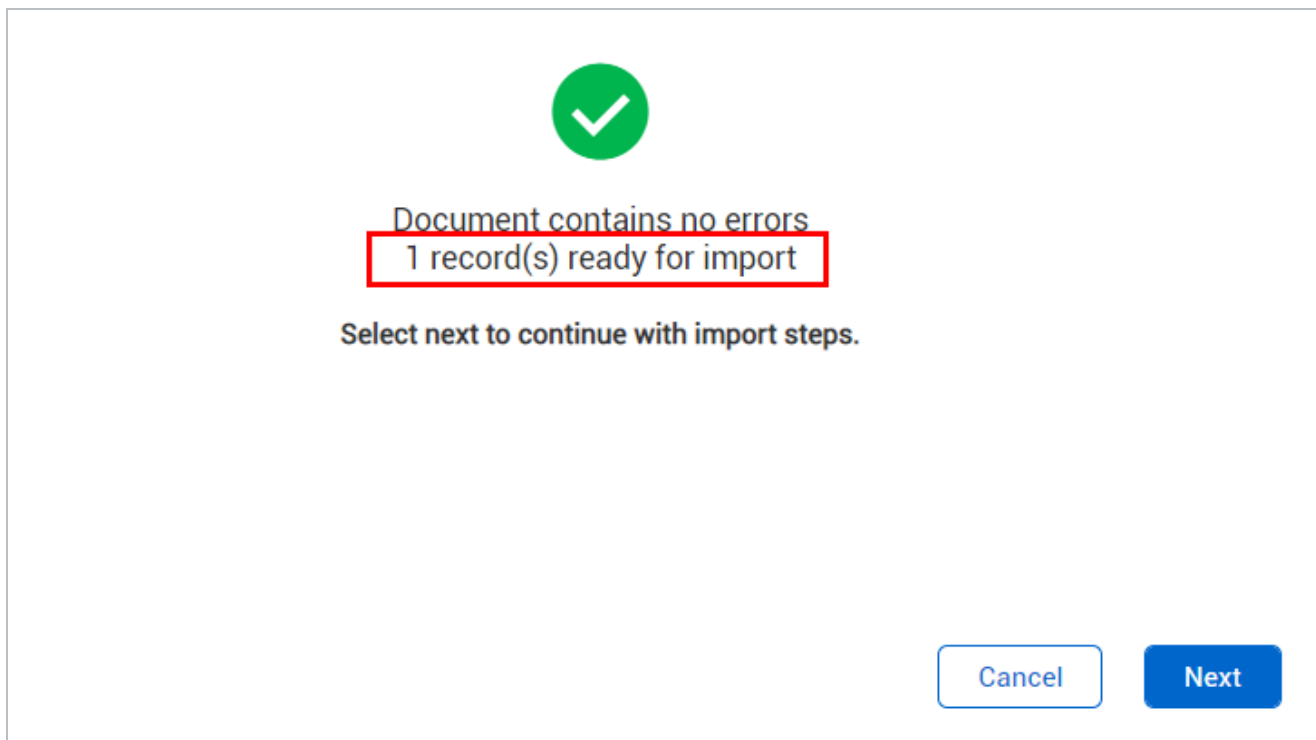 Document contains no errors
1 record(s) ready for import
Select next to continue with import steps.
Cancel
Next